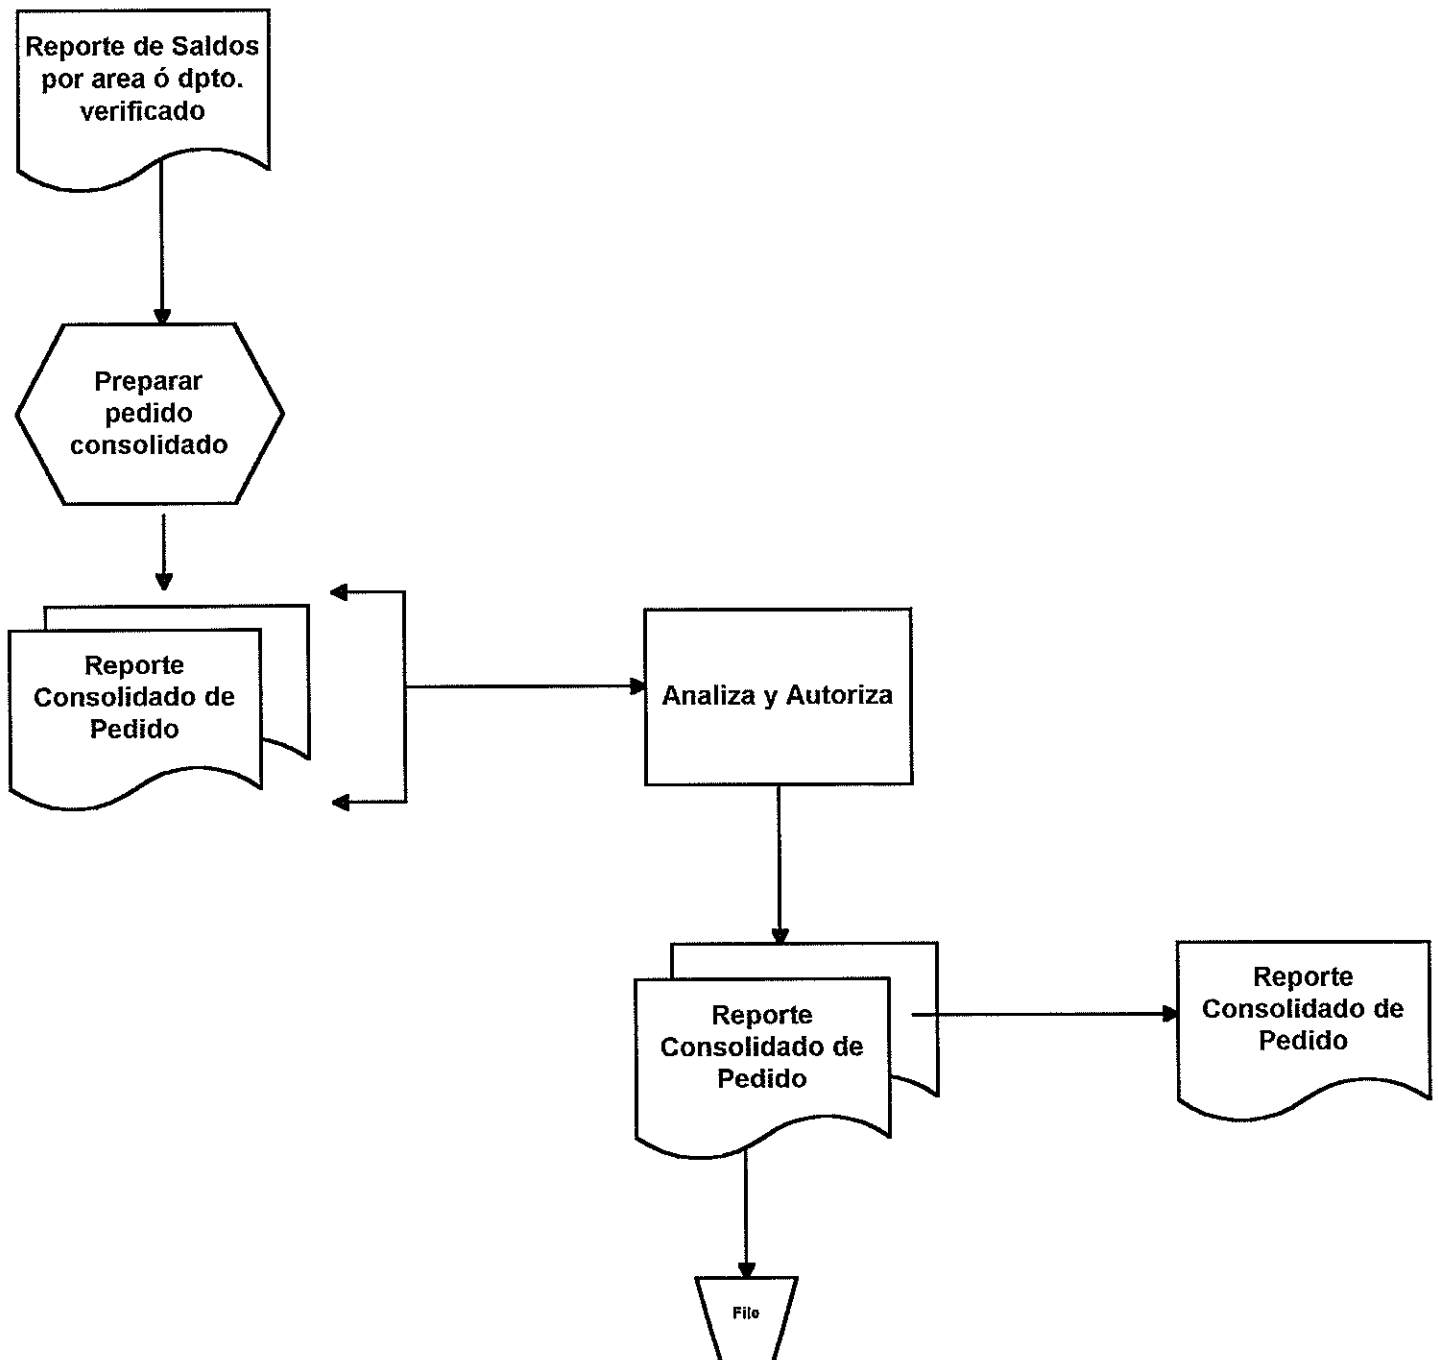 Reporte de Saldos
por area ó dpto.
verificado
Preparar
pedido
consolidado
Reporte
Consolidado de
Pedido
Analiza y Autoriza
Reporte
Consolidado de
Pedido
Reporte
Consolidado de
Pedido
File